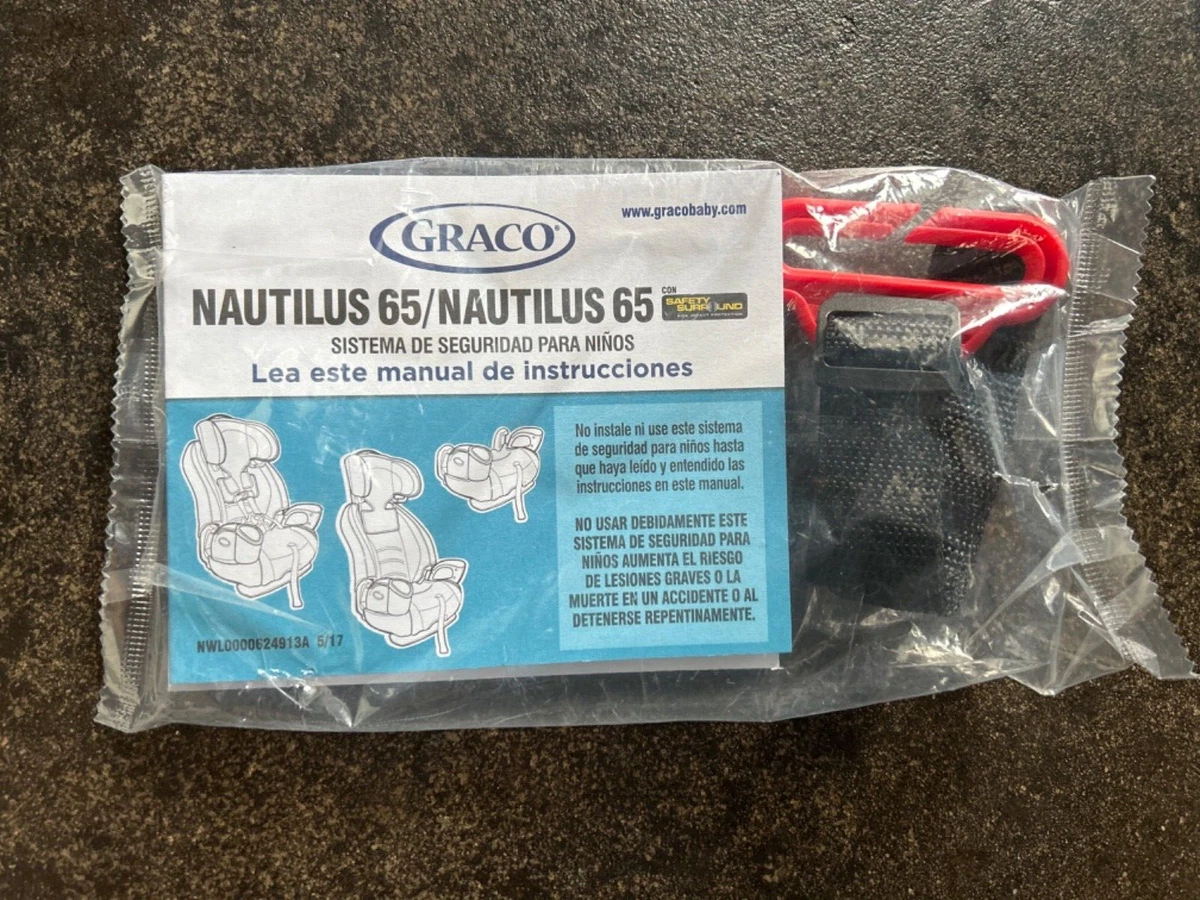 www.gracobaby.com
GRACO®
NAUTILUS 65/NAUTILUS 65 CON SAFETY SURROUND
SIDE IMPACT PROTECTION
SISTEMA DE SEGURIDAD PARA NIÑOS
Lea este manual de instrucciones
No instale ni use este sistema
de seguridad para niños hasta
que haya leído y entendido las
instrucciones en este manual.
NO USAR DEBIDAMENTE ESTE
SISTEMA DE SEGURIDAD PARA
NIÑOS AUMENTA EL RIESGO
DE LESIONES GRAVES O LA
MUERTE EN UN ACCIDENTE O AL
DETENERSE REPENTINAMENTE.
NWL0000624913A 5/17